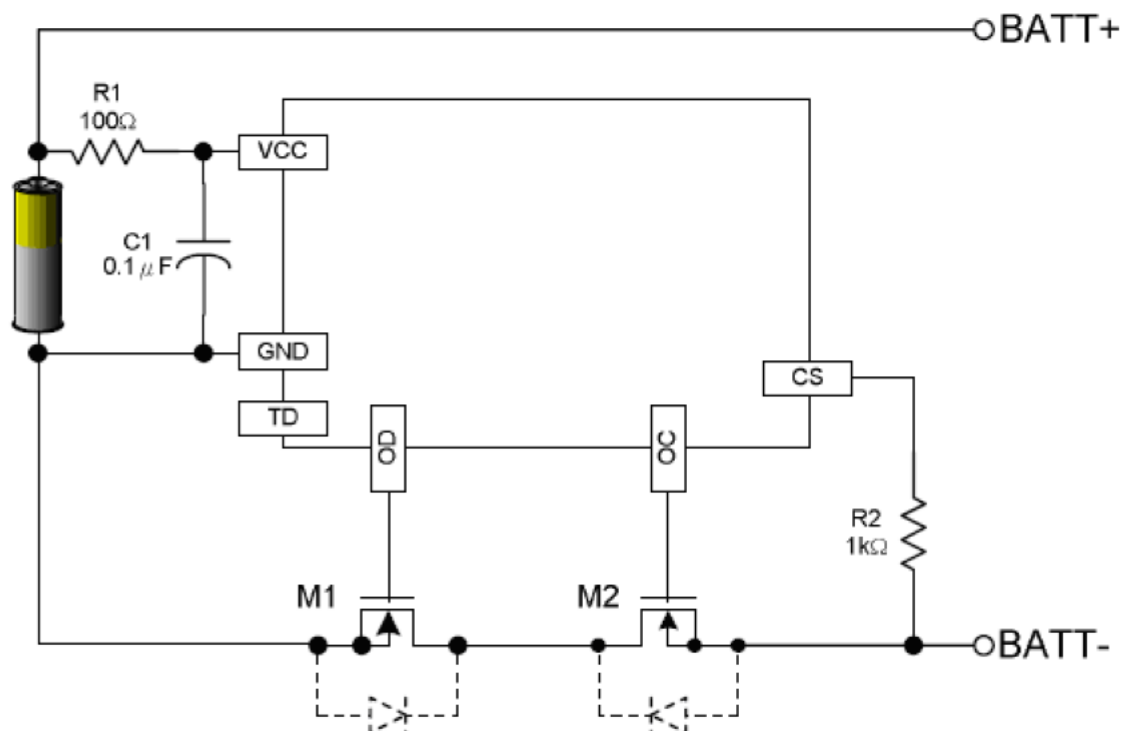 BATT+
R1
100Ω
VCC
C1
0.1μF
GND
CS
TD
OD
OC
R2
1kΩ
M1
M2
BATT-